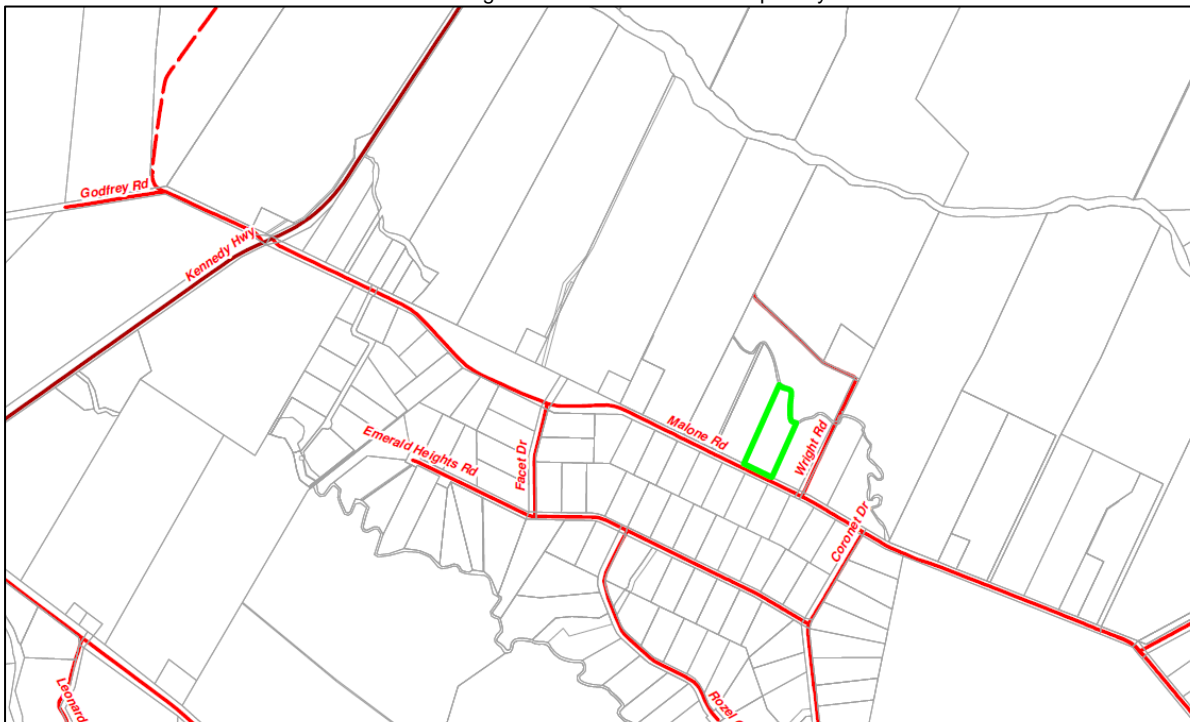 Godfrey Rd
Kennedy Hwy
Malone Rd
Emerald Heights Rd
Facet Dr
Wright Rd
Coronet Dr
Leonard
Rozel